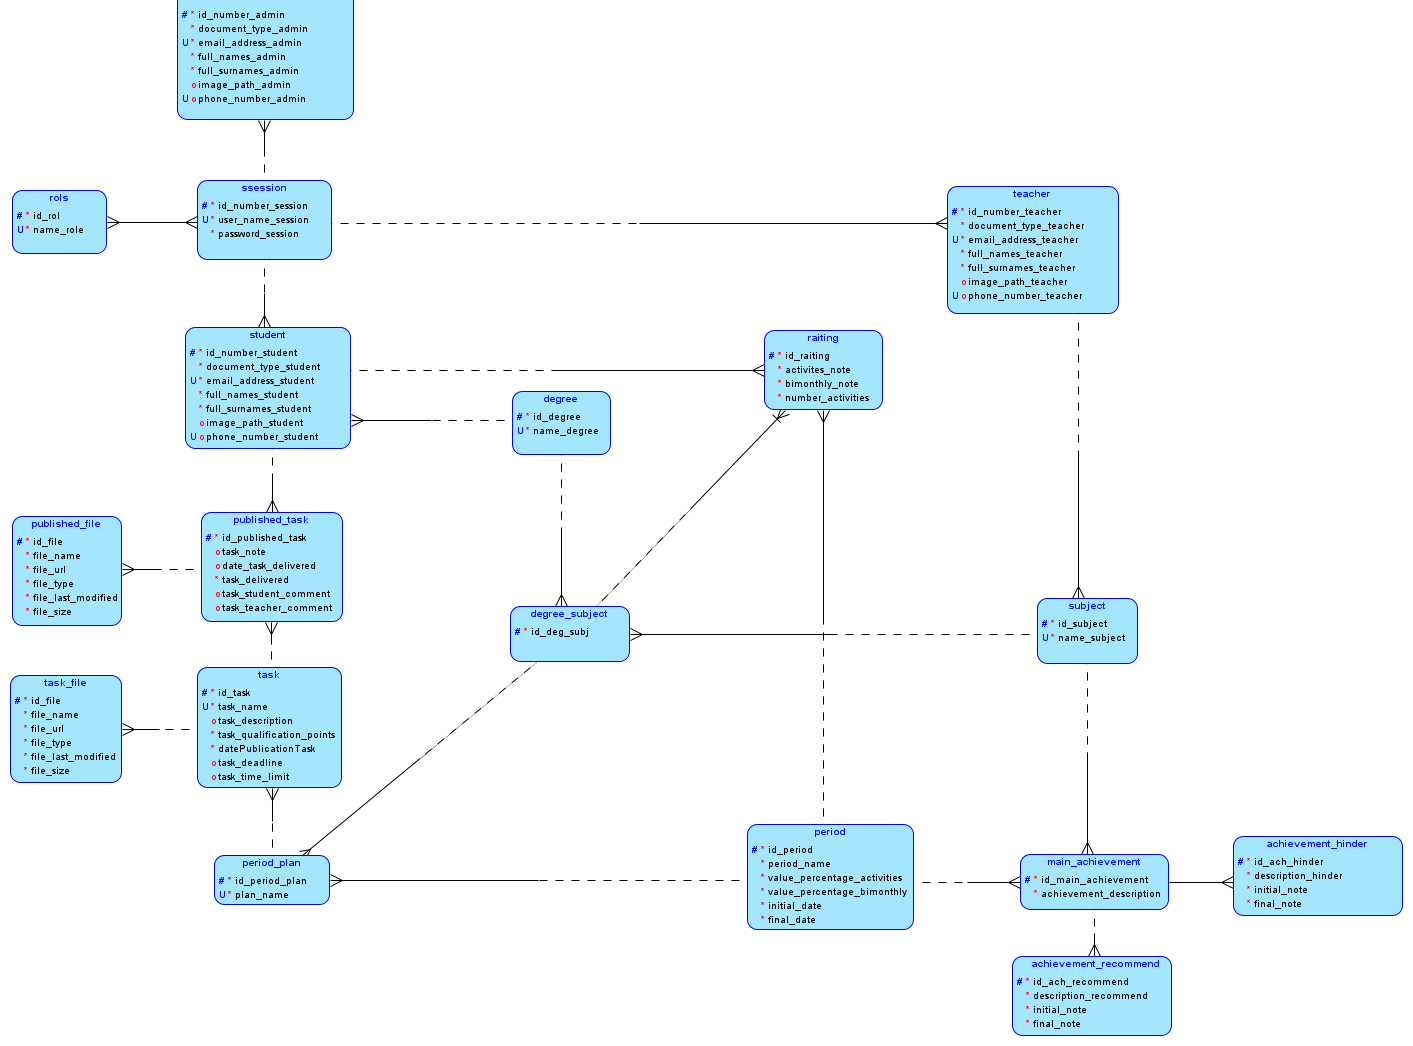 # * id_number_admin
* document_type_admin
U * email_address_admin
* full_names_admin
* full_surnames_admin
o image_path_admin
U o phone_number_admin
rols
# * id_rol
U * name_role
ssession
# * id_number_session
U * user_name_session
* password_session
teacher
# * id_number_teacher
* document_type_teacher
U * email_address_teacher
* full_names_teacher
* full_surnames_teacher
o image_path_teacher
U o phone_number_teacher
student
# * id_number_student
* document_type_student
U * email_address_student
* full_names_student
* full_surnames_student
o image_path_student
U o phone_number_student
raiting
# * id_raiting
* activites_note
* bimonthly_note
* number_activities
degree
# * id_degree
U * name_degree
published_file
# * id_file
* file_name
* file_url
* file_type
* file_last_modified
* file_size
published_task
# * id_published_task
o task_note
o date_task_delivered
* task_delivered
o task_student_comment
o task_teacher_comment
degree_subject
# * id_deg_subj
subject
# * id_subject
U * name_subject
task_file
# * id_file
* file_name
* file_url
* file_type
* file_last_modified
* file_size
task
# * id_task
U * task_name
o task_description
* task_qualification_points
* datePublicationTask
o task_deadline
o task_time_limit
period_plan
# * id_period_plan
U * plan_name
period
# * id_period
* period_name
* value_percentage_activities
* value_percentage_bimonthly
* initial_date
* final_date
main_achievement
# * id_main_achievement
* achievement_description
achievement_hinder
# * id_ach_hinder
* description_hinder
* initial_note
* final_note
achievement_recommend
# * id_ach_recommend
* description_recommend
* initial_note
* final_note